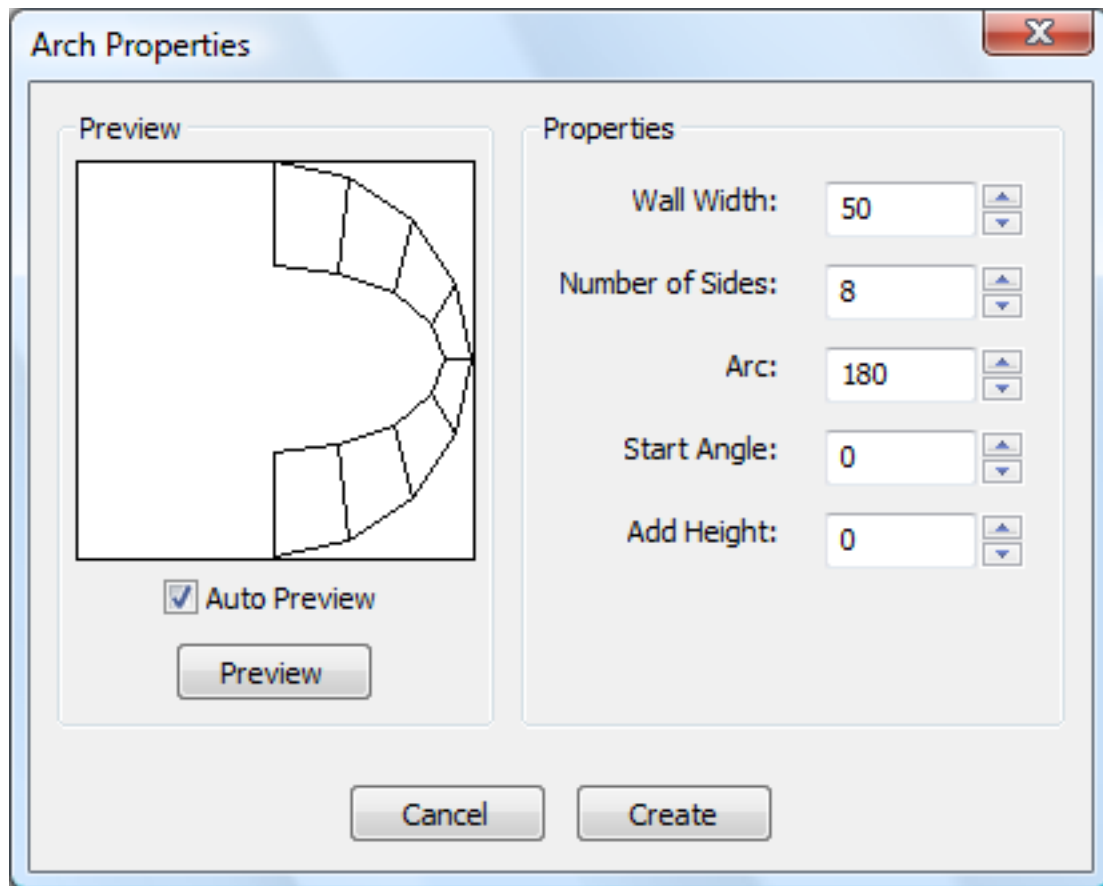 Arch Properties
Preview
Auto Preview
Preview
Properties
Wall Width: 50
Number of Sides: 8
Arc: 180
Start Angle: 0
Add Height: 0
Cancel
Create